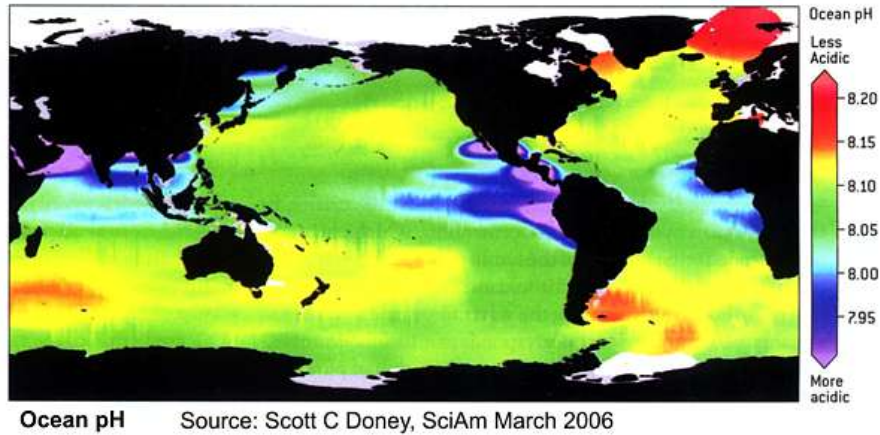 Ocean pH
Less
Acidic
8.20
8.15
8.10
8.05
8.00
7.95
More
acidic
Ocean pH Source: Scott C Doney, SciAm March 2006